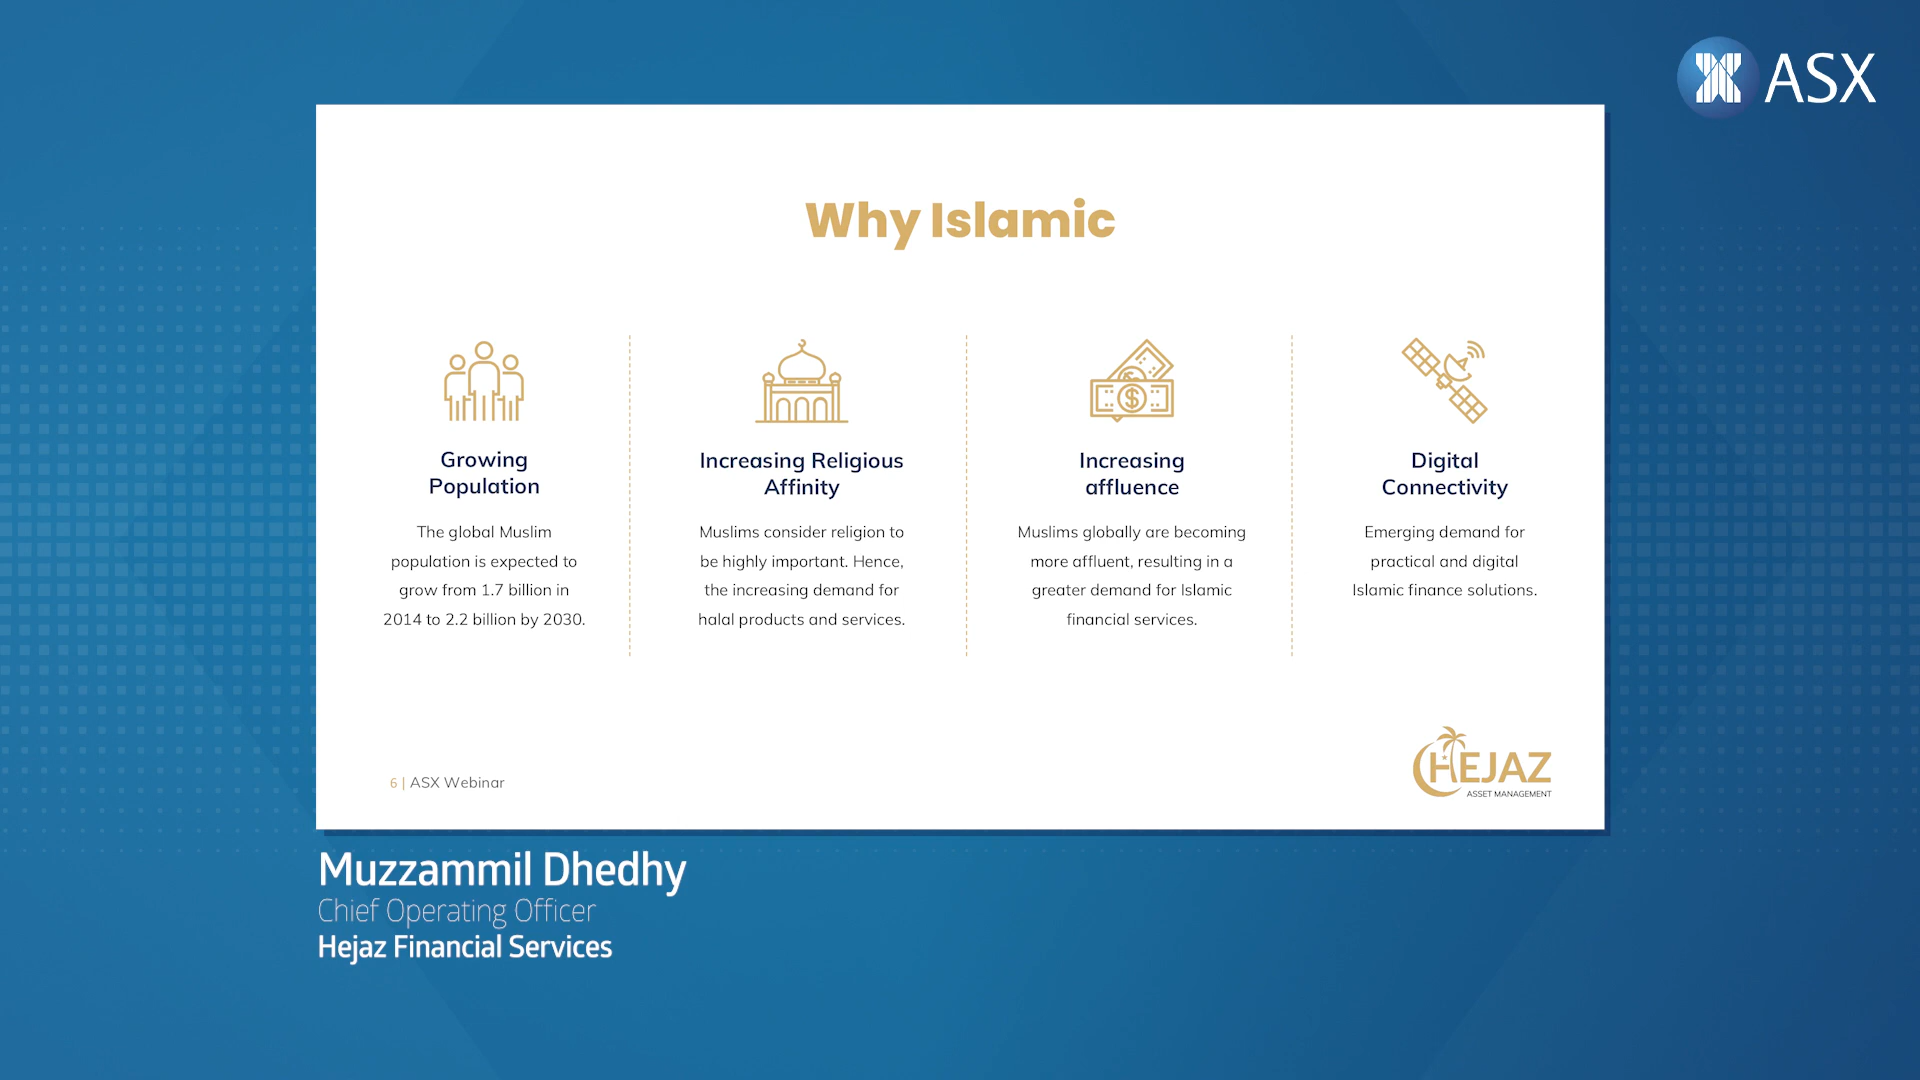 ASX
Why Islamic
Growing
Population
The global Muslim
population is expected to
grow from 1.7 billion in
2014 to 2.2 billion by 2030.
Increasing Religious
Affinity
Muslims consider religion to
be highly important. Hence,
the increasing demand for
halal products and services.
Increasing
affluence
Muslims globally are becoming
more affluent, resulting in a
greater demand for Islamic
financial services.
Digital
Connectivity
Emerging demand for
practical and digital
Islamic finance solutions.
6 | ASX Webinar
HEJAZ
ASSET MANAGEMENT
Muzzammil Dhedhy
Chief Operating Officer
Hejaz Financial Services